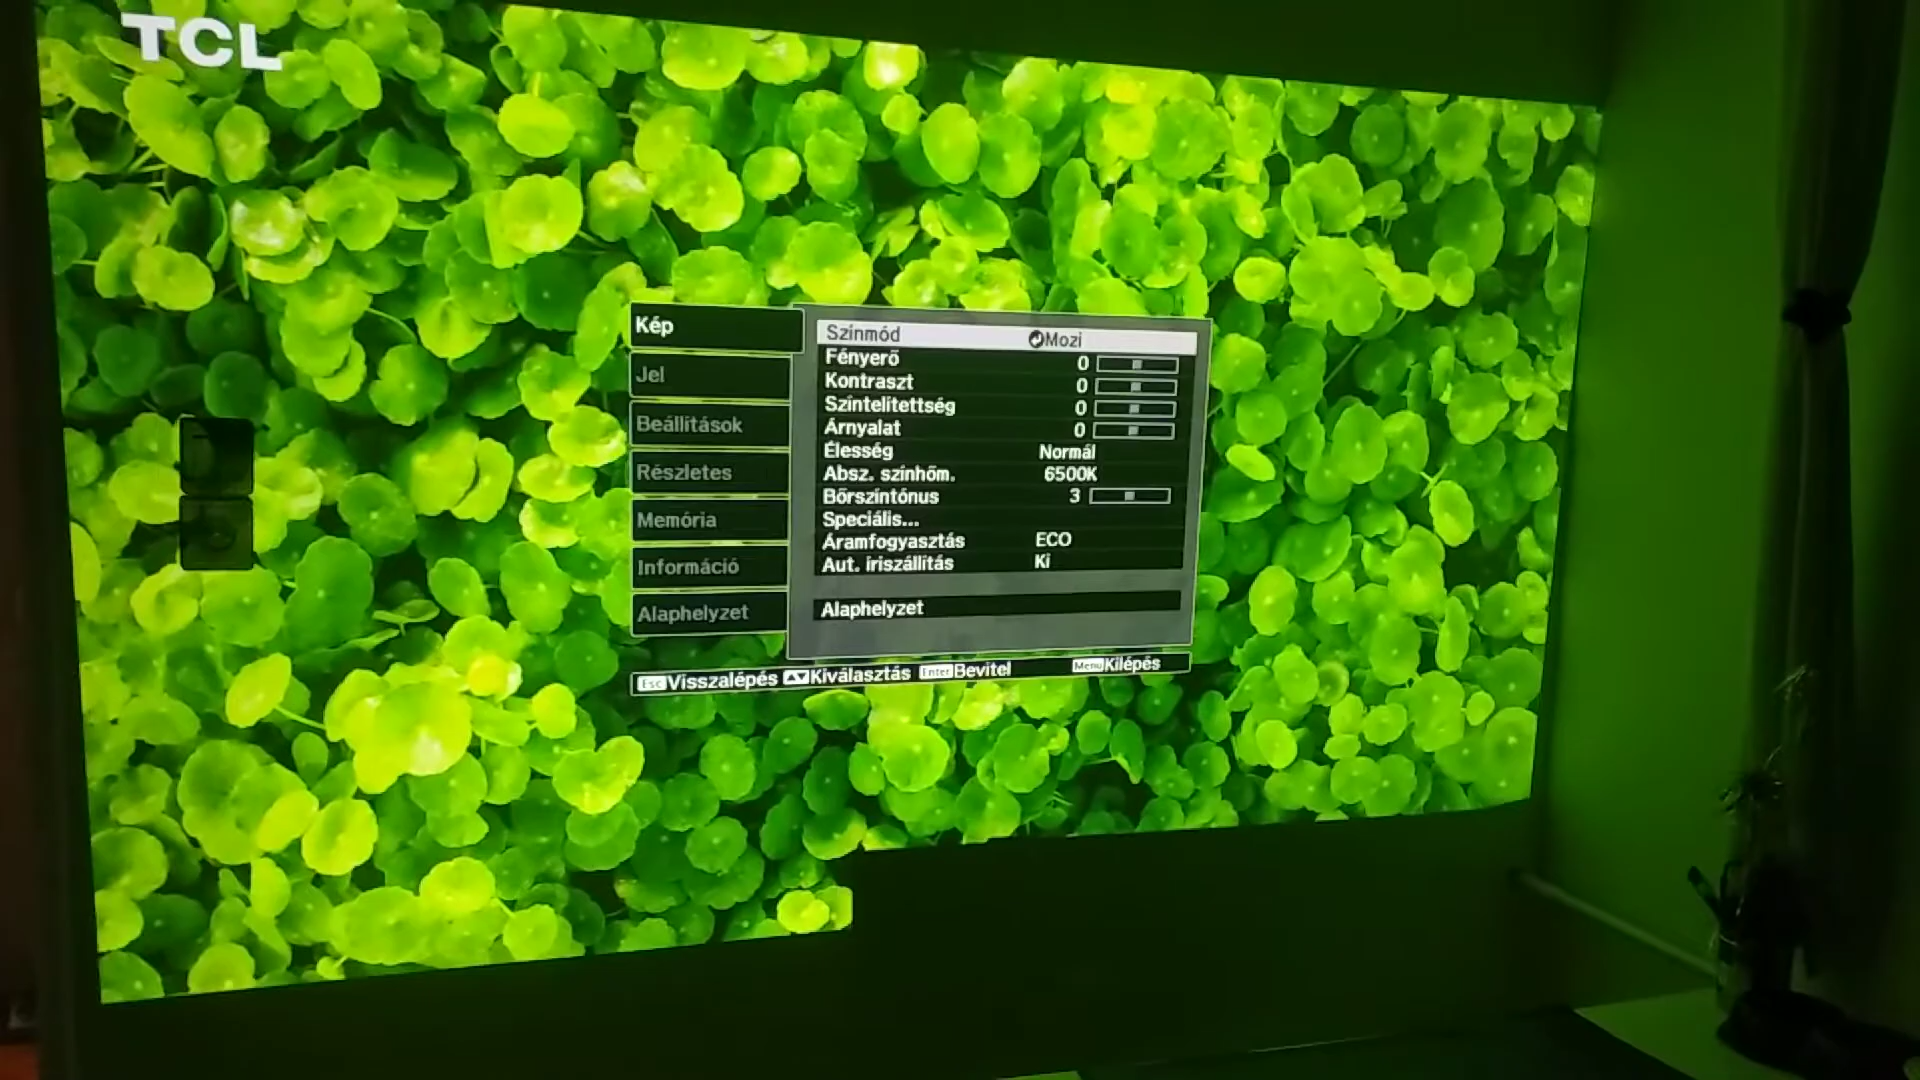 TCL
Kép
Jel
Beállítások
Részletes
Memória
Információ
Alaphelyzet
Színmód Mozi
Fényerő 0
Kontraszt 0
Színtelítettség 0
Árnyalat 0
Élesség Normál
Absz. színhőm. 6500K
Bőrszíntónus 3
Speciális...
Áramfogyasztás ECO
Aut. íriszállítás Ki
Alaphelyzet
Esc Visszalépés Kiválasztás Enter Bevitel Menu Kilépés